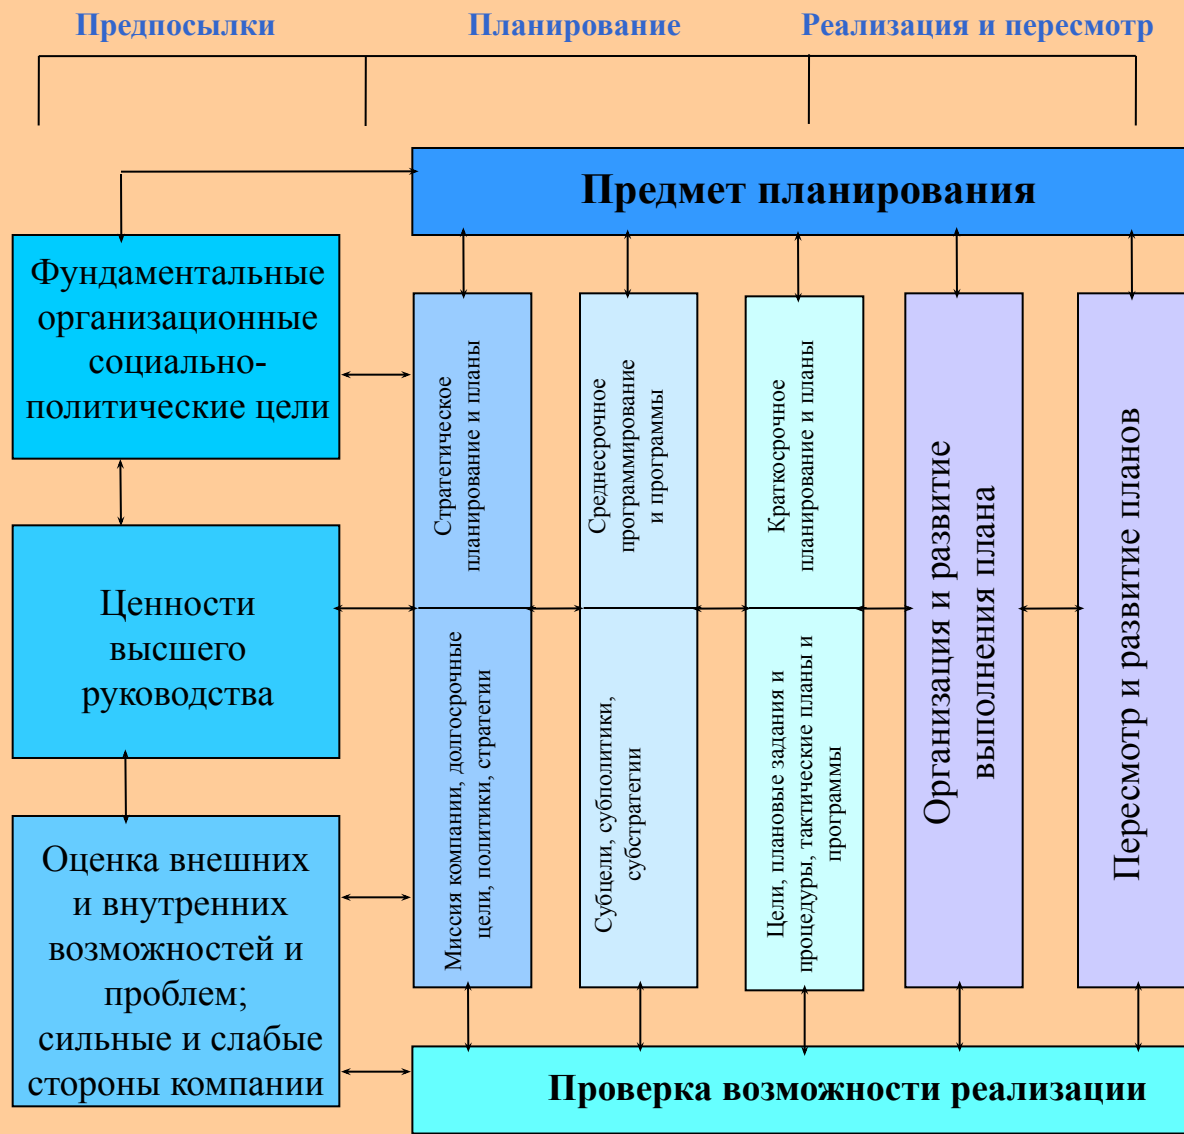 Предпосылки
Планирование
Реализация и пересмотр
Предмет планирования
Фундаментальные
организационные
социально-
политические цели
Ценности
высшего
руководства
Оценка внешних
и внутренних
возможностей и
проблем;
сильные и слабые
стороны компании
Стратегическое
планирование и планы
Миссия компании, долгосрочные
цели, политики, стратегии
Среднесрочное
программирование
и программы
Субцели, субполитики,
субстратегии
Краткосрочное
планирование и планы
Цели, плановые задания и
процедуры, тактические планы и
программы
Организация и развитие
выполнения плана
Пересмотр и развитие планов
Проверка возможности реализации